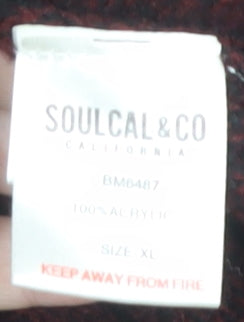 SOULCAL & CO
CALIFORNIA
BM6487
100% ACRYLIC
SIZE: XL
KEEP AWAY FROM FIRE